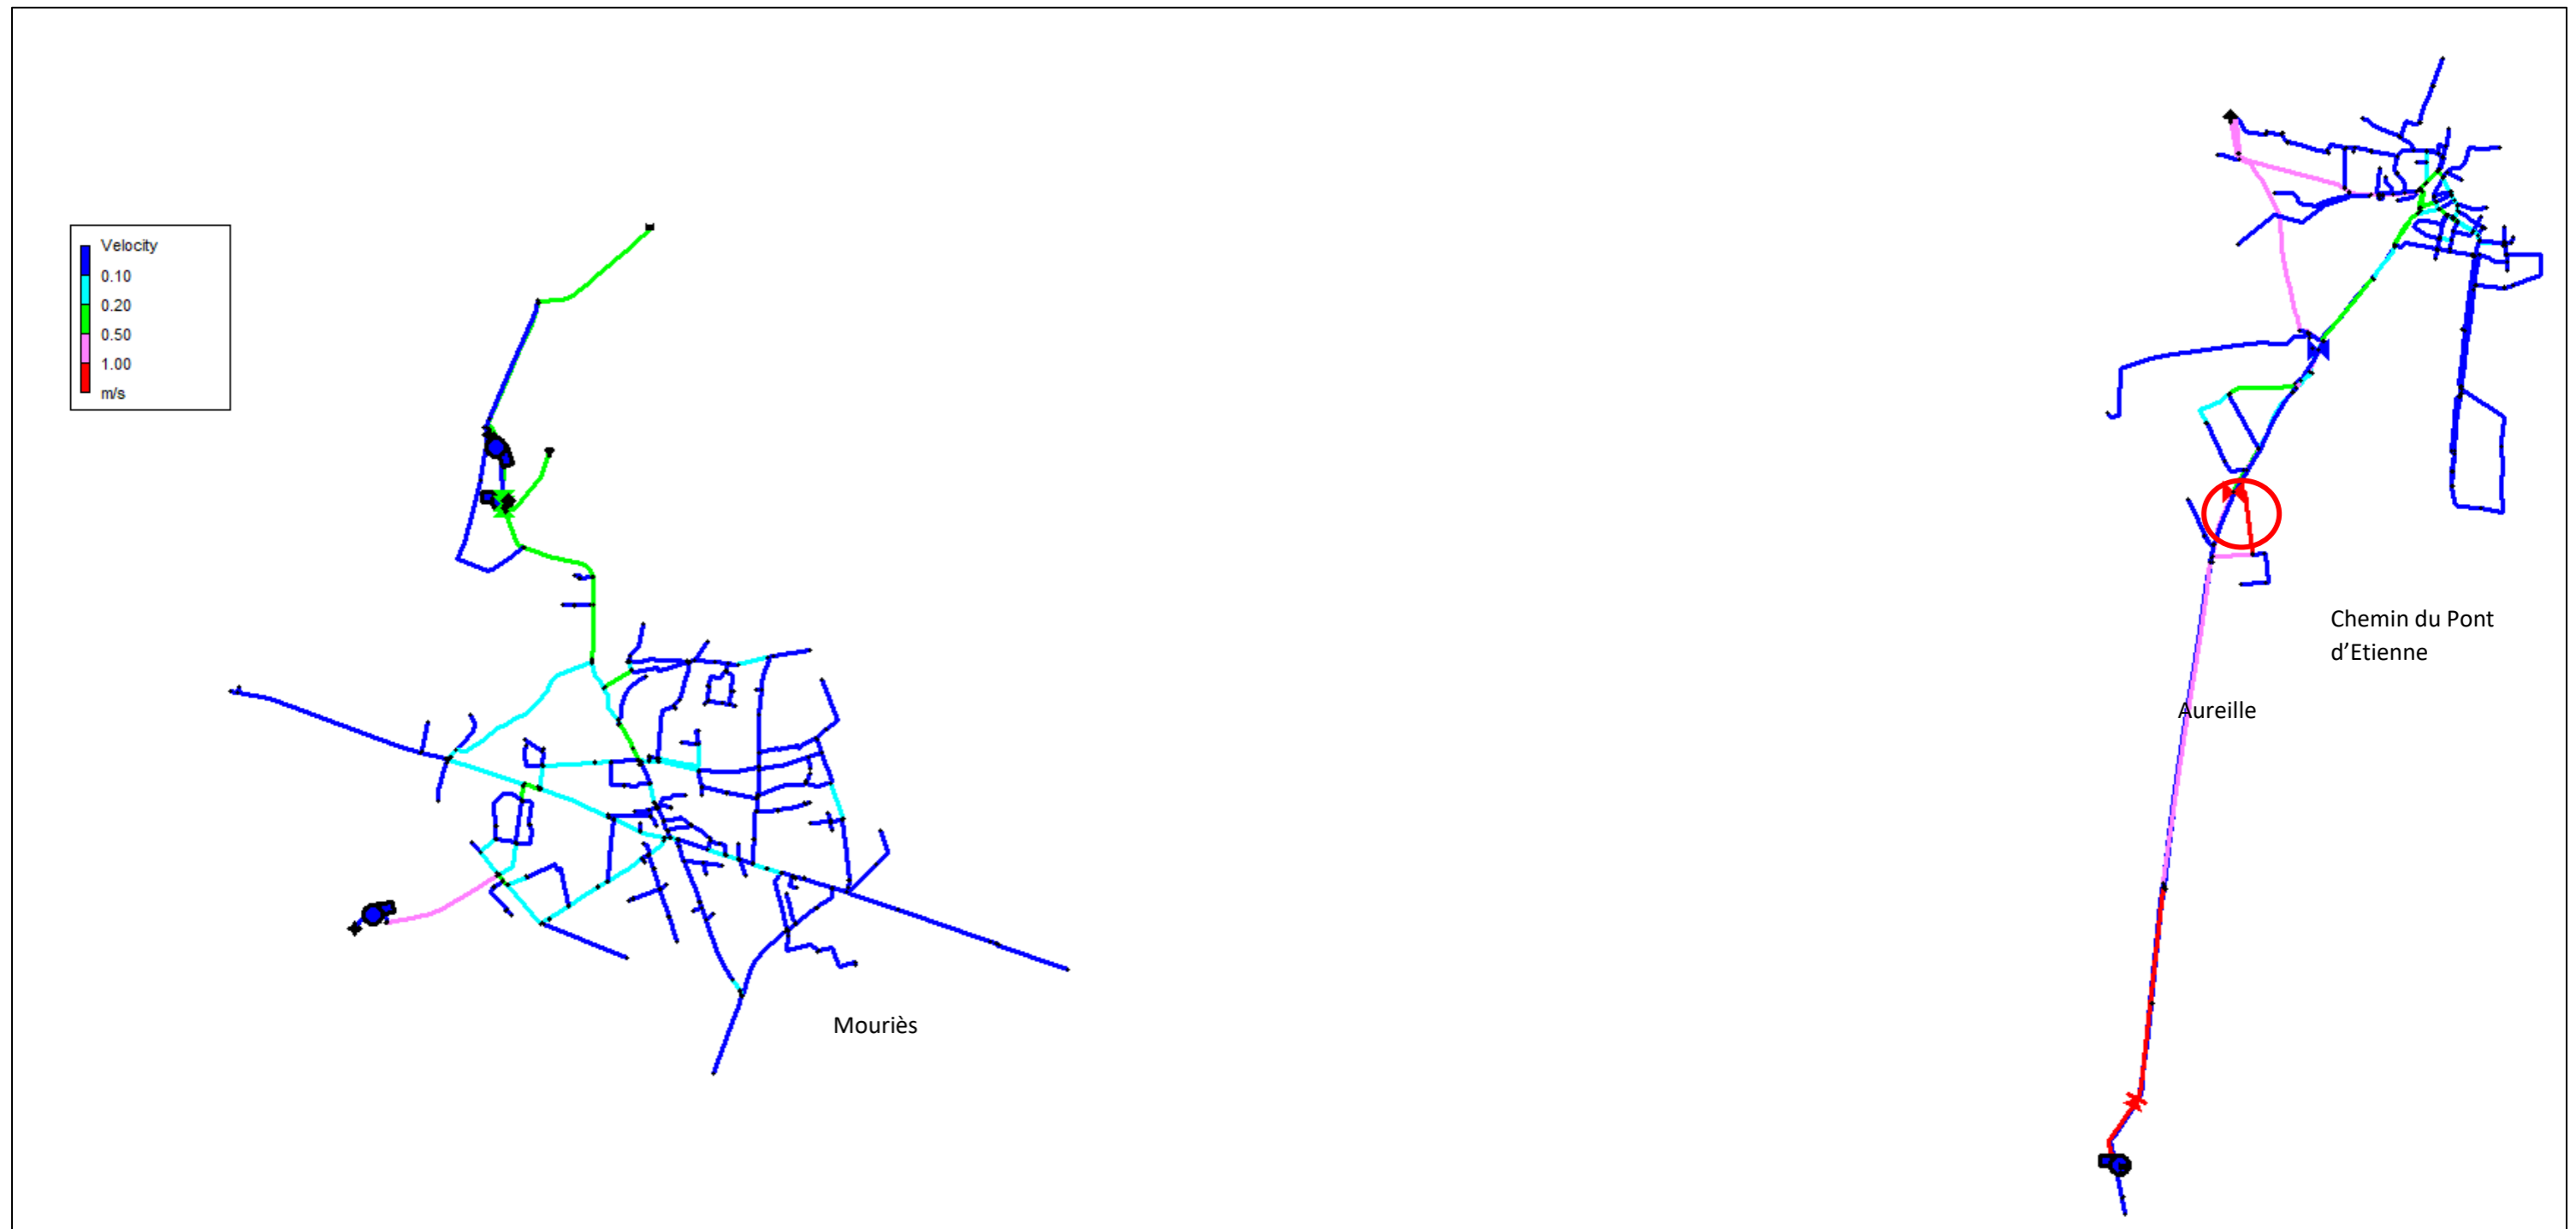 Velocity
0.10
0.20
0.50
1.00
m/s
Chemin du Pont
d’Etienne
Aureille
Mouriès